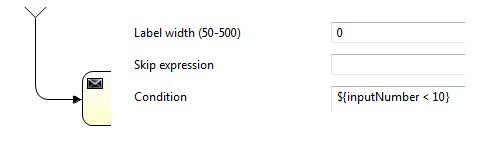 Label width (50-500) 0
Skip expression
Condition ${inputNumber < 10}